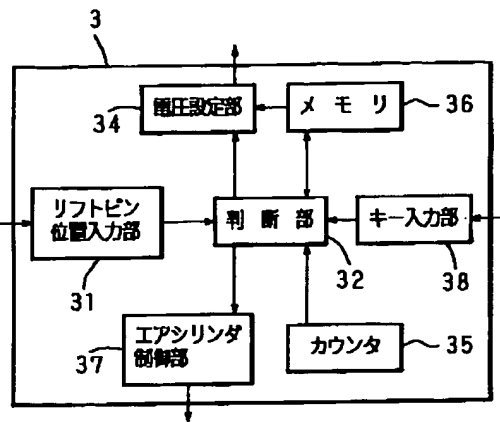 3
電圧設定部
34
メモリ
36
リフトピン
位置入力部
31
判断部
32
キー入力部
38
エアシリンダ
制御部
37
カウンタ
35